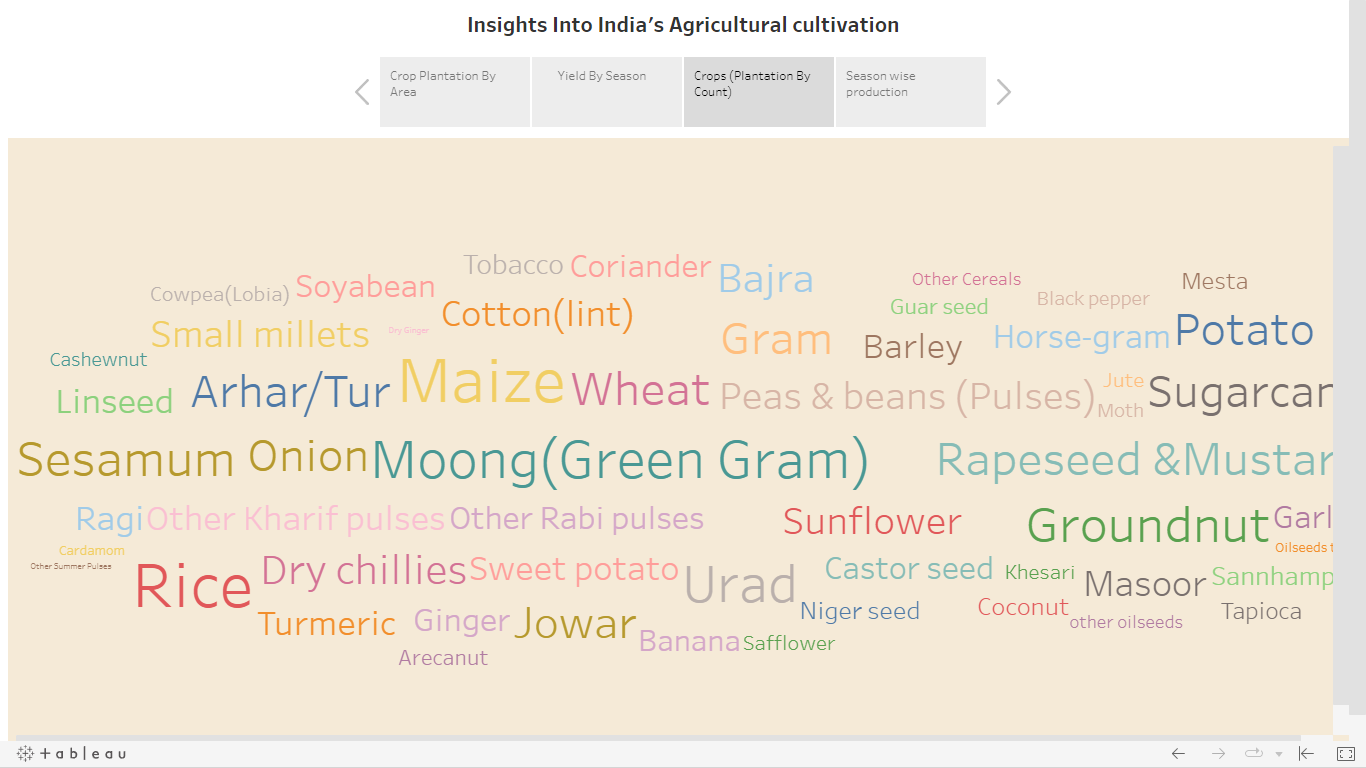 Insights Into India's Agricultural cultivation
Crop Plantation By
Area
Yield By Season
Crops (Plantation By
Count)
Season wise
production
Tobacco
Coriander
Bajra
Other Cereals
Mesta
Cowpea(Lobia)
Soyabean
Cotton(lint)
Guar seed
Black pepper
Small millets
Dry Ginger
Gram
Barley
Horse-gram
Potato
Cashewnut
Linseed
Arhar/Tur
Maize
Wheat
Peas & beans (Pulses)
Jute
Moth
Sugarcan
Sesamum
Onion
Moong(Green Gram)
Rapeseed &Mustar
Ragi
Other Kharif pulses
Other Rabi pulses
Sunflower
Groundnut
Garl
Oilseeds t
Cardamom
Other Summer Pulses
Rice
Dry chillies
Sweet potato
Urad
Castor seed
Khesari
Masoor
Sannhamp
Turmeric
Ginger
Jowar
Banana
Safflower
Niger seed
Coconut
other oilseeds
Tapioca
Arecanut
+ableau